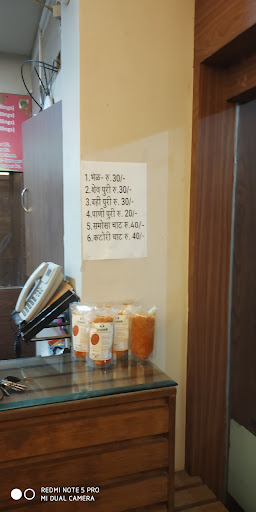 1.भेळ- रु.30/-
2.शेव पुरी रु.30/-
3.दही पुरी रु.30/-
4.पाणी पुरी रु. 20/-
5.समोसा चाट रु.40/-
6.कटोरी चाट रु 40/-
REDMI NOTE 5 PRO
MI DUAL CAMERA